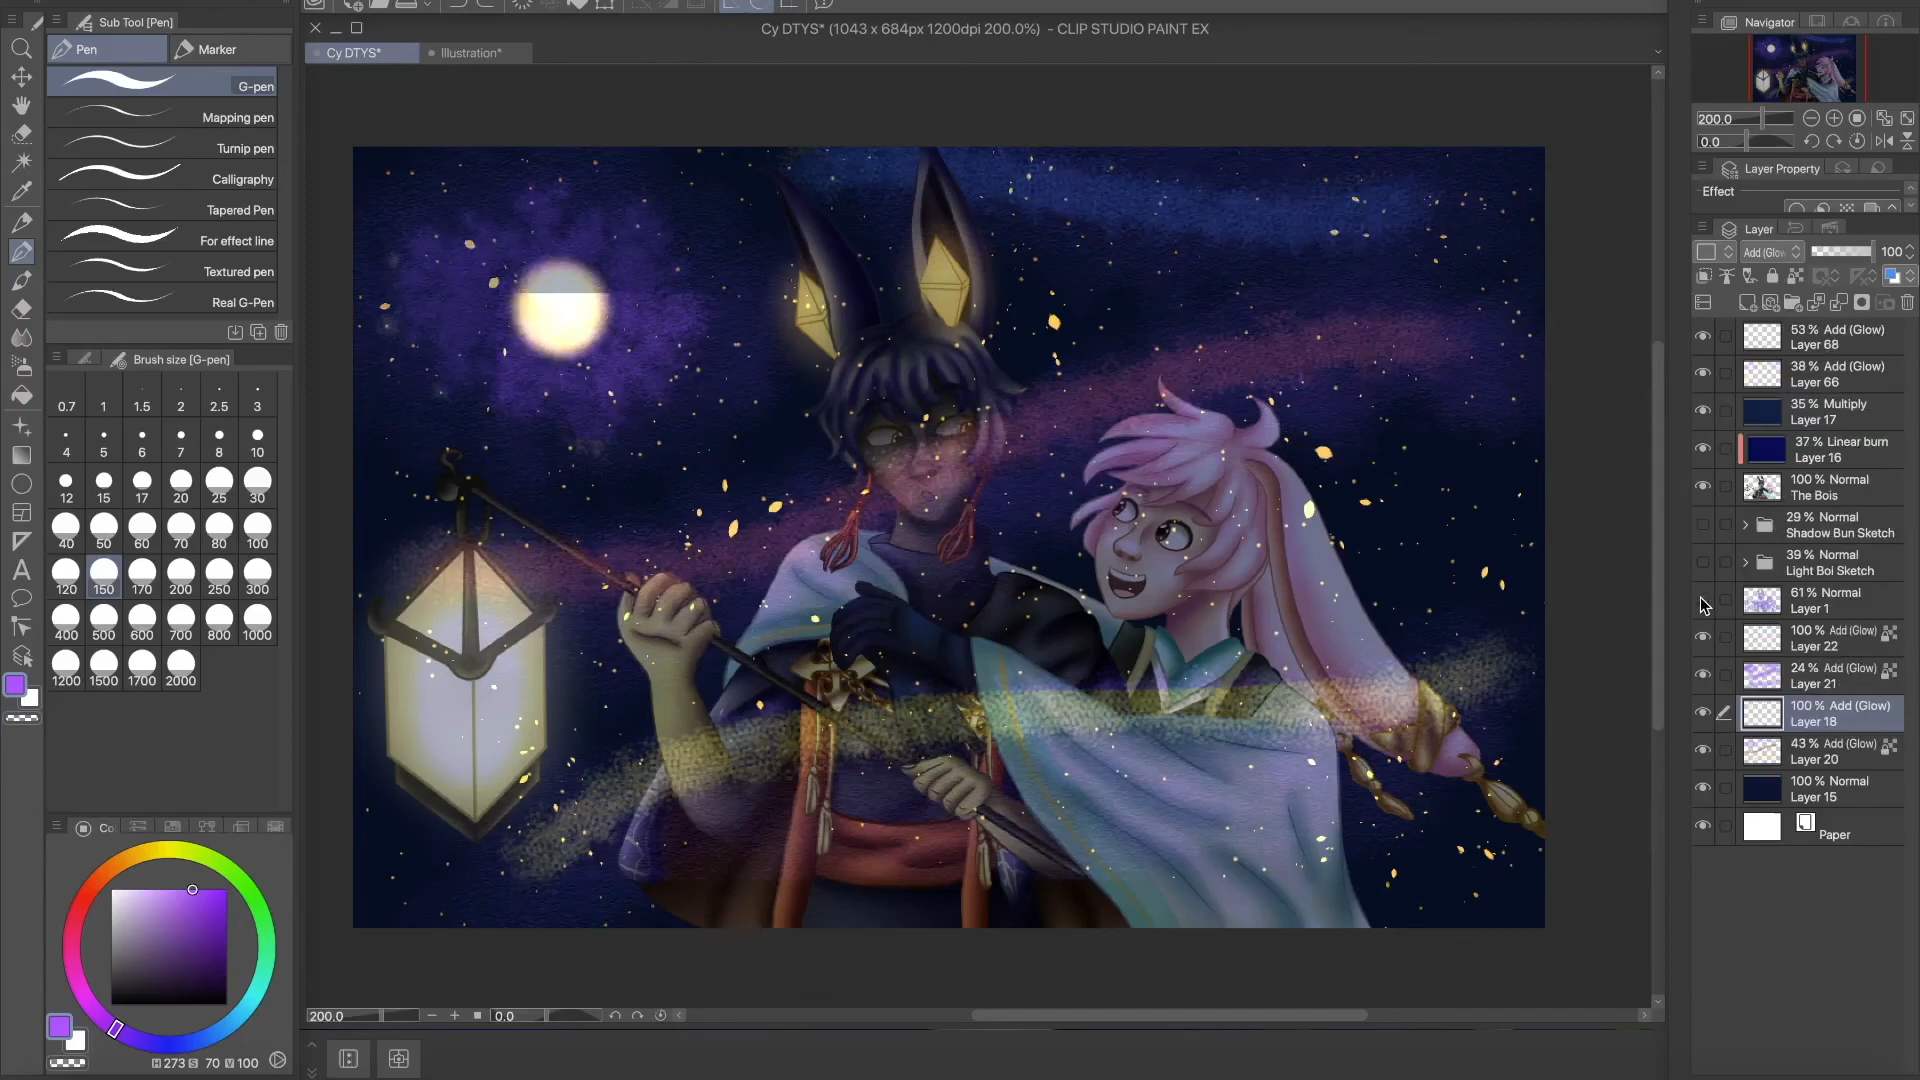 Sub Tool [Pen]
Pen
Marker
G-pen
Mapping pen
Turnip pen
Calligraphy
Tapered Pen
For effect line
Textured pen
Real G-Pen
Brush size [G-pen]
0.7 1 1.5 2 2.5 3
4 5 6 7 8 10
12 15 17 20 25 30
40 50 60 70 80 100
120 150 170 200 250 300
400 500 600 700 800 1000
1200 1500 1700 2000
Co
H 273 S 70 V 100
Cy DTYS* (1043 x 684px 1200dpi 200.0%) - CLIP STUDIO PAINT EX
Cy DTYS*
Illustration*
200.0
0.0
Navigator
200.0
0.0
Layer Property
Effect
Layer
Add (Glow
100
53 % Add (Glow)
Layer 68
38 % Add (Glow)
Layer 66
35 % Multiply
Layer 17
37 % Linear burn
Layer 16
100 % Normal
The Bois
29 % Normal
Shadow Bun Sketch
39 % Normal
Light Boi Sketch
61 % Normal
Layer 1
100 % Add (Glow)
Layer 22
24 % Add (Glow)
Layer 21
100 % Add (Glow)
Layer 18
43 % Add (Glow)
Layer 20
100 % Normal
Layer 15
Paper